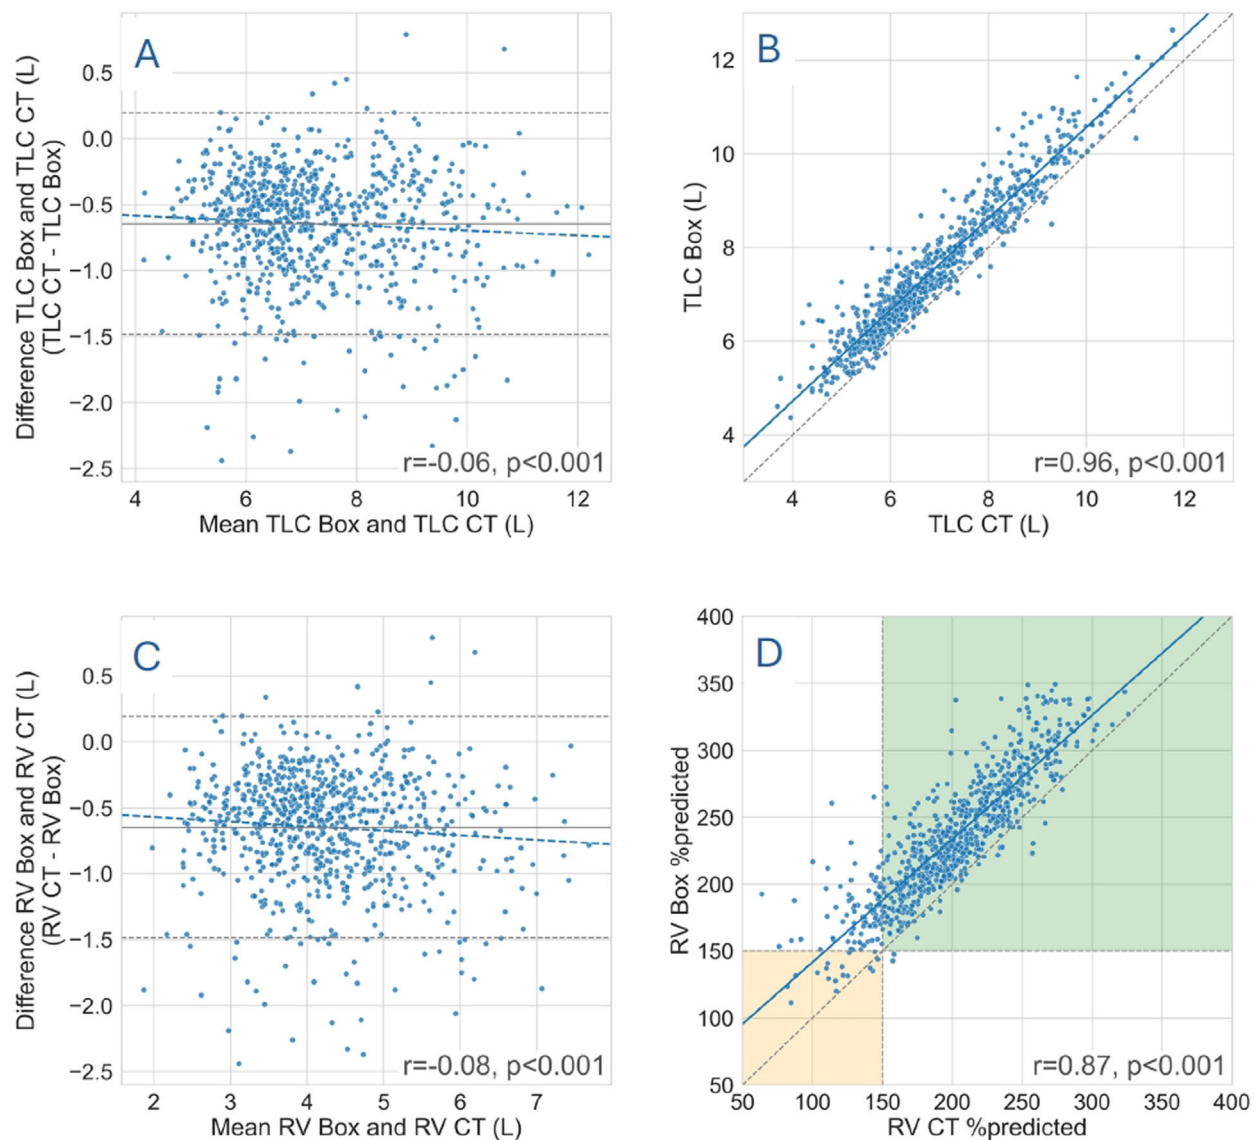 A
Difference TLC Box and TLC CT (L)
(TLC CT - TLC Box)
0.5
0.0
−0.5
−1.0
−1.5
−2.0
−2.5
r=-0.06, p<0.001
4 6 8 10 12
Mean TLC Box and TLC CT (L)
B
TLC Box (L)
12
10
8
6
4
r=0.96, p<0.001
4 6 8 10 12
TLC CT (L)
C
Difference RV Box and RV CT (L)
(RV CT - RV Box)
0.5
0.0
−0.5
−1.0
−1.5
−2.0
−2.5
r=-0.08, p<0.001
2 3 4 5 6 7
Mean RV Box and RV CT (L)
D
RV Box %predicted
400
350
300
250
200
150
100
50
r=0.87, p<0.001
50 100 150 200 250 300 350 400
RV CT %predicted